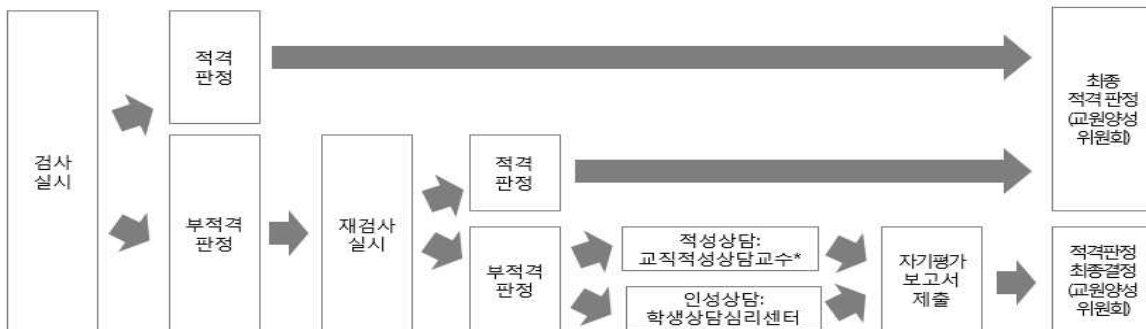 검사
실시
적격
판정
부적격
판정
재검사
실시
적격
판정
부적격
판정
적성상담:
교직적성상담교수*
인성상담:
학생상담심리센터
자기평가
보고서
제출
최종
적격 판정
(교원양성
위원회)
적격판정
최종결정
(교원양성
위원회)